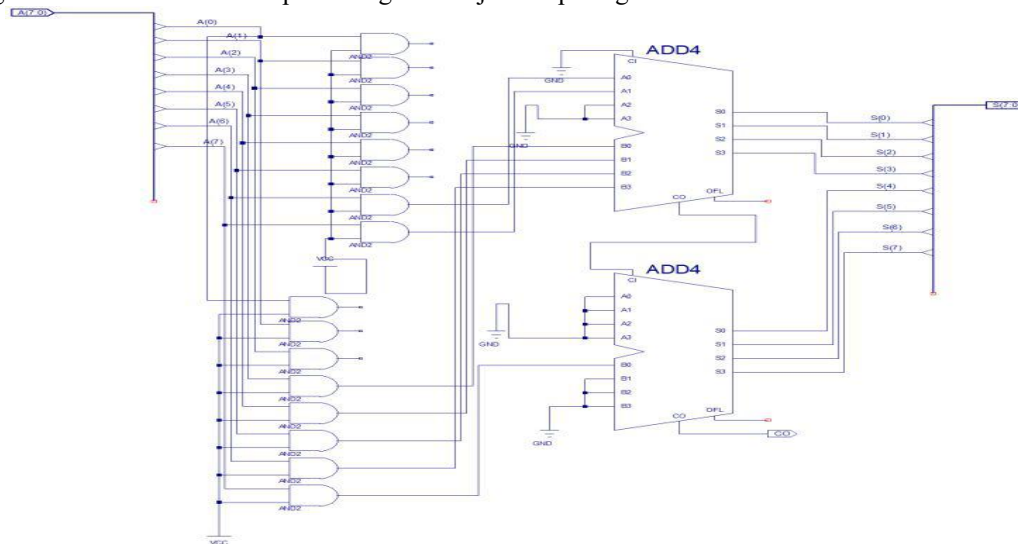 A(7:0)
A(0)
A(1)
A(2)
A(3)
A(4)
A(5)
A(6)
A(7)
AND2
AND2
AND2
AND2
AND2
AND2
AND2
AND2
VCC
AND2
AND2
AND2
AND2
AND2
AND2
AND2
AND2
VCC
GND
ADD4
CI
A0
A1
A2
A3
B0
B1
B2
B3
S0
S1
S2
S3
CO
OFL
GND
ADD4
CI
A0
A1
A2
A3
B0
B1
B2
B3
S0
S1
S2
S3
CO
OFL
GND
GND
CO
S(0)
S(1)
S(2)
S(3)
S(4)
S(5)
S(6)
S(7)
S(7:0)